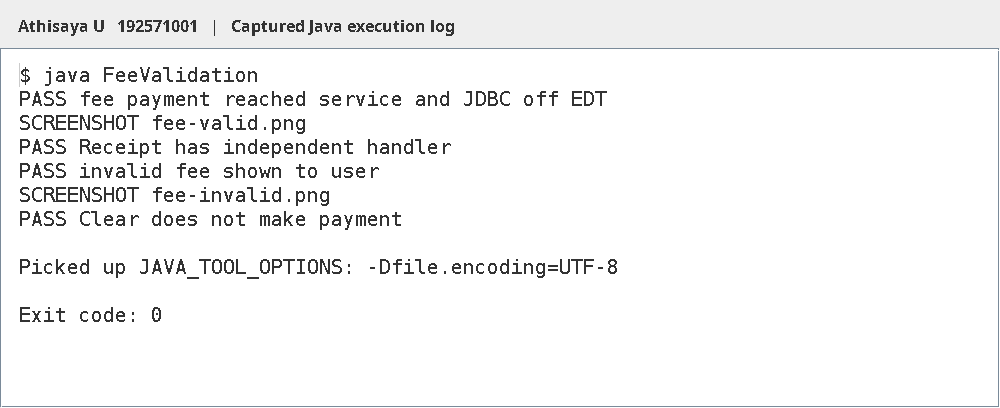 Athisaya U 192571001 | Captured Java execution log
$ java FeeValidation
PASS fee payment reached service and JDBC off EDT
SCREENSHOT fee-valid.png
PASS Receipt has independent handler
PASS invalid fee shown to user
SCREENSHOT fee-invalid.png
PASS Clear does not make payment
Picked up JAVA_TOOL_OPTIONS: -Dfile.encoding=UTF-8
Exit code: 0